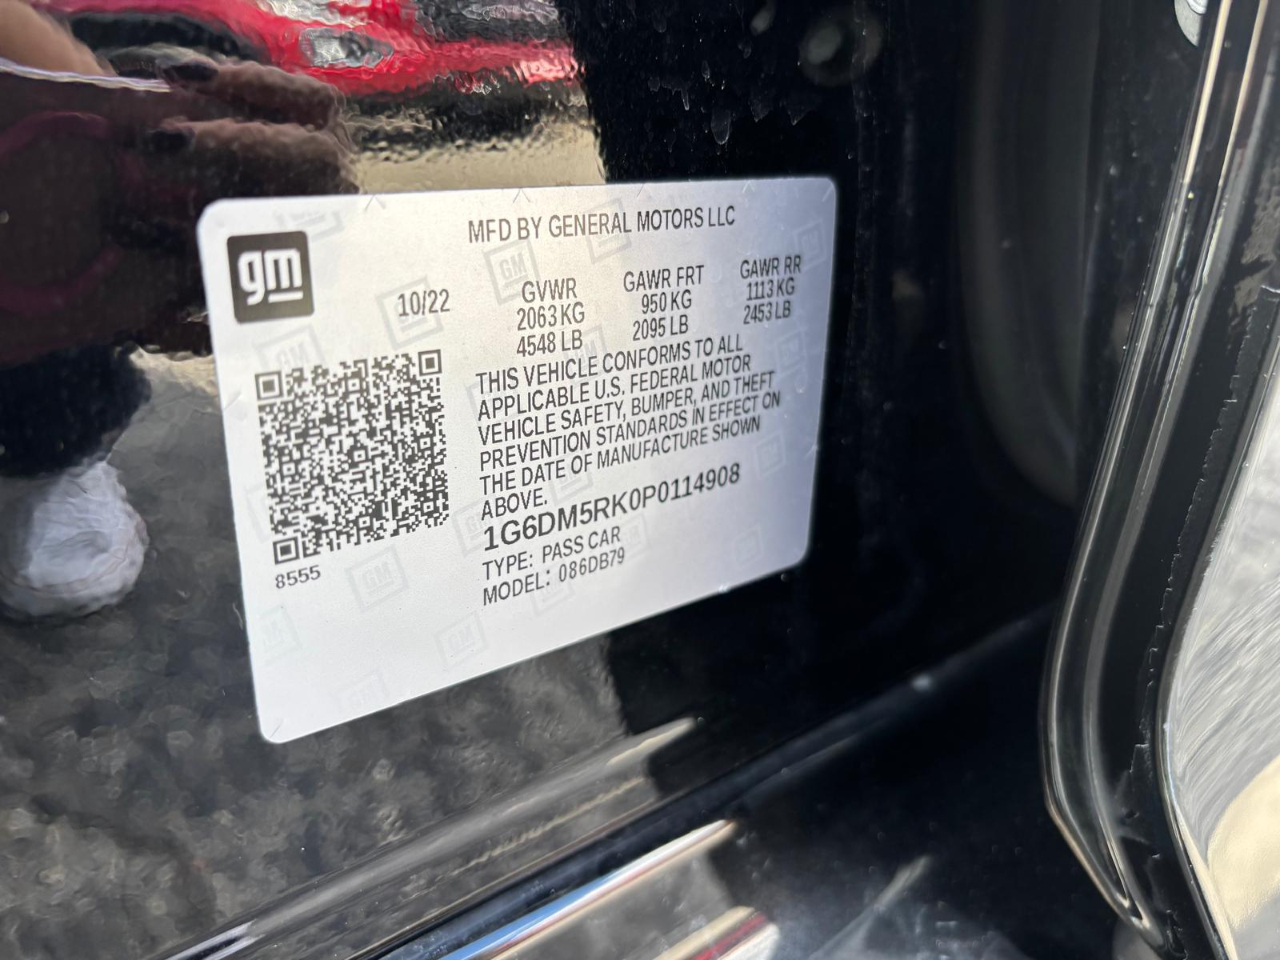 MFD BY GENERAL MOTORS LLC
gm
10/22
GVWR
2063 KG
4548 LB
GAWR FRT
950 KG
2095 LB
GAWR RR
1113 KG
2453 LB
THIS VEHICLE CONFORMS TO ALL
APPLICABLE U.S. FEDERAL MOTOR
VEHICLE SAFETY, BUMPER, AND THEFT
PREVENTION STANDARDS IN EFFECT ON
THE DATE OF MANUFACTURE SHOWN
ABOVE.
1G6DM5RK0P0114908
TYPE: PASS CAR
MODEL: 086DB79
8555